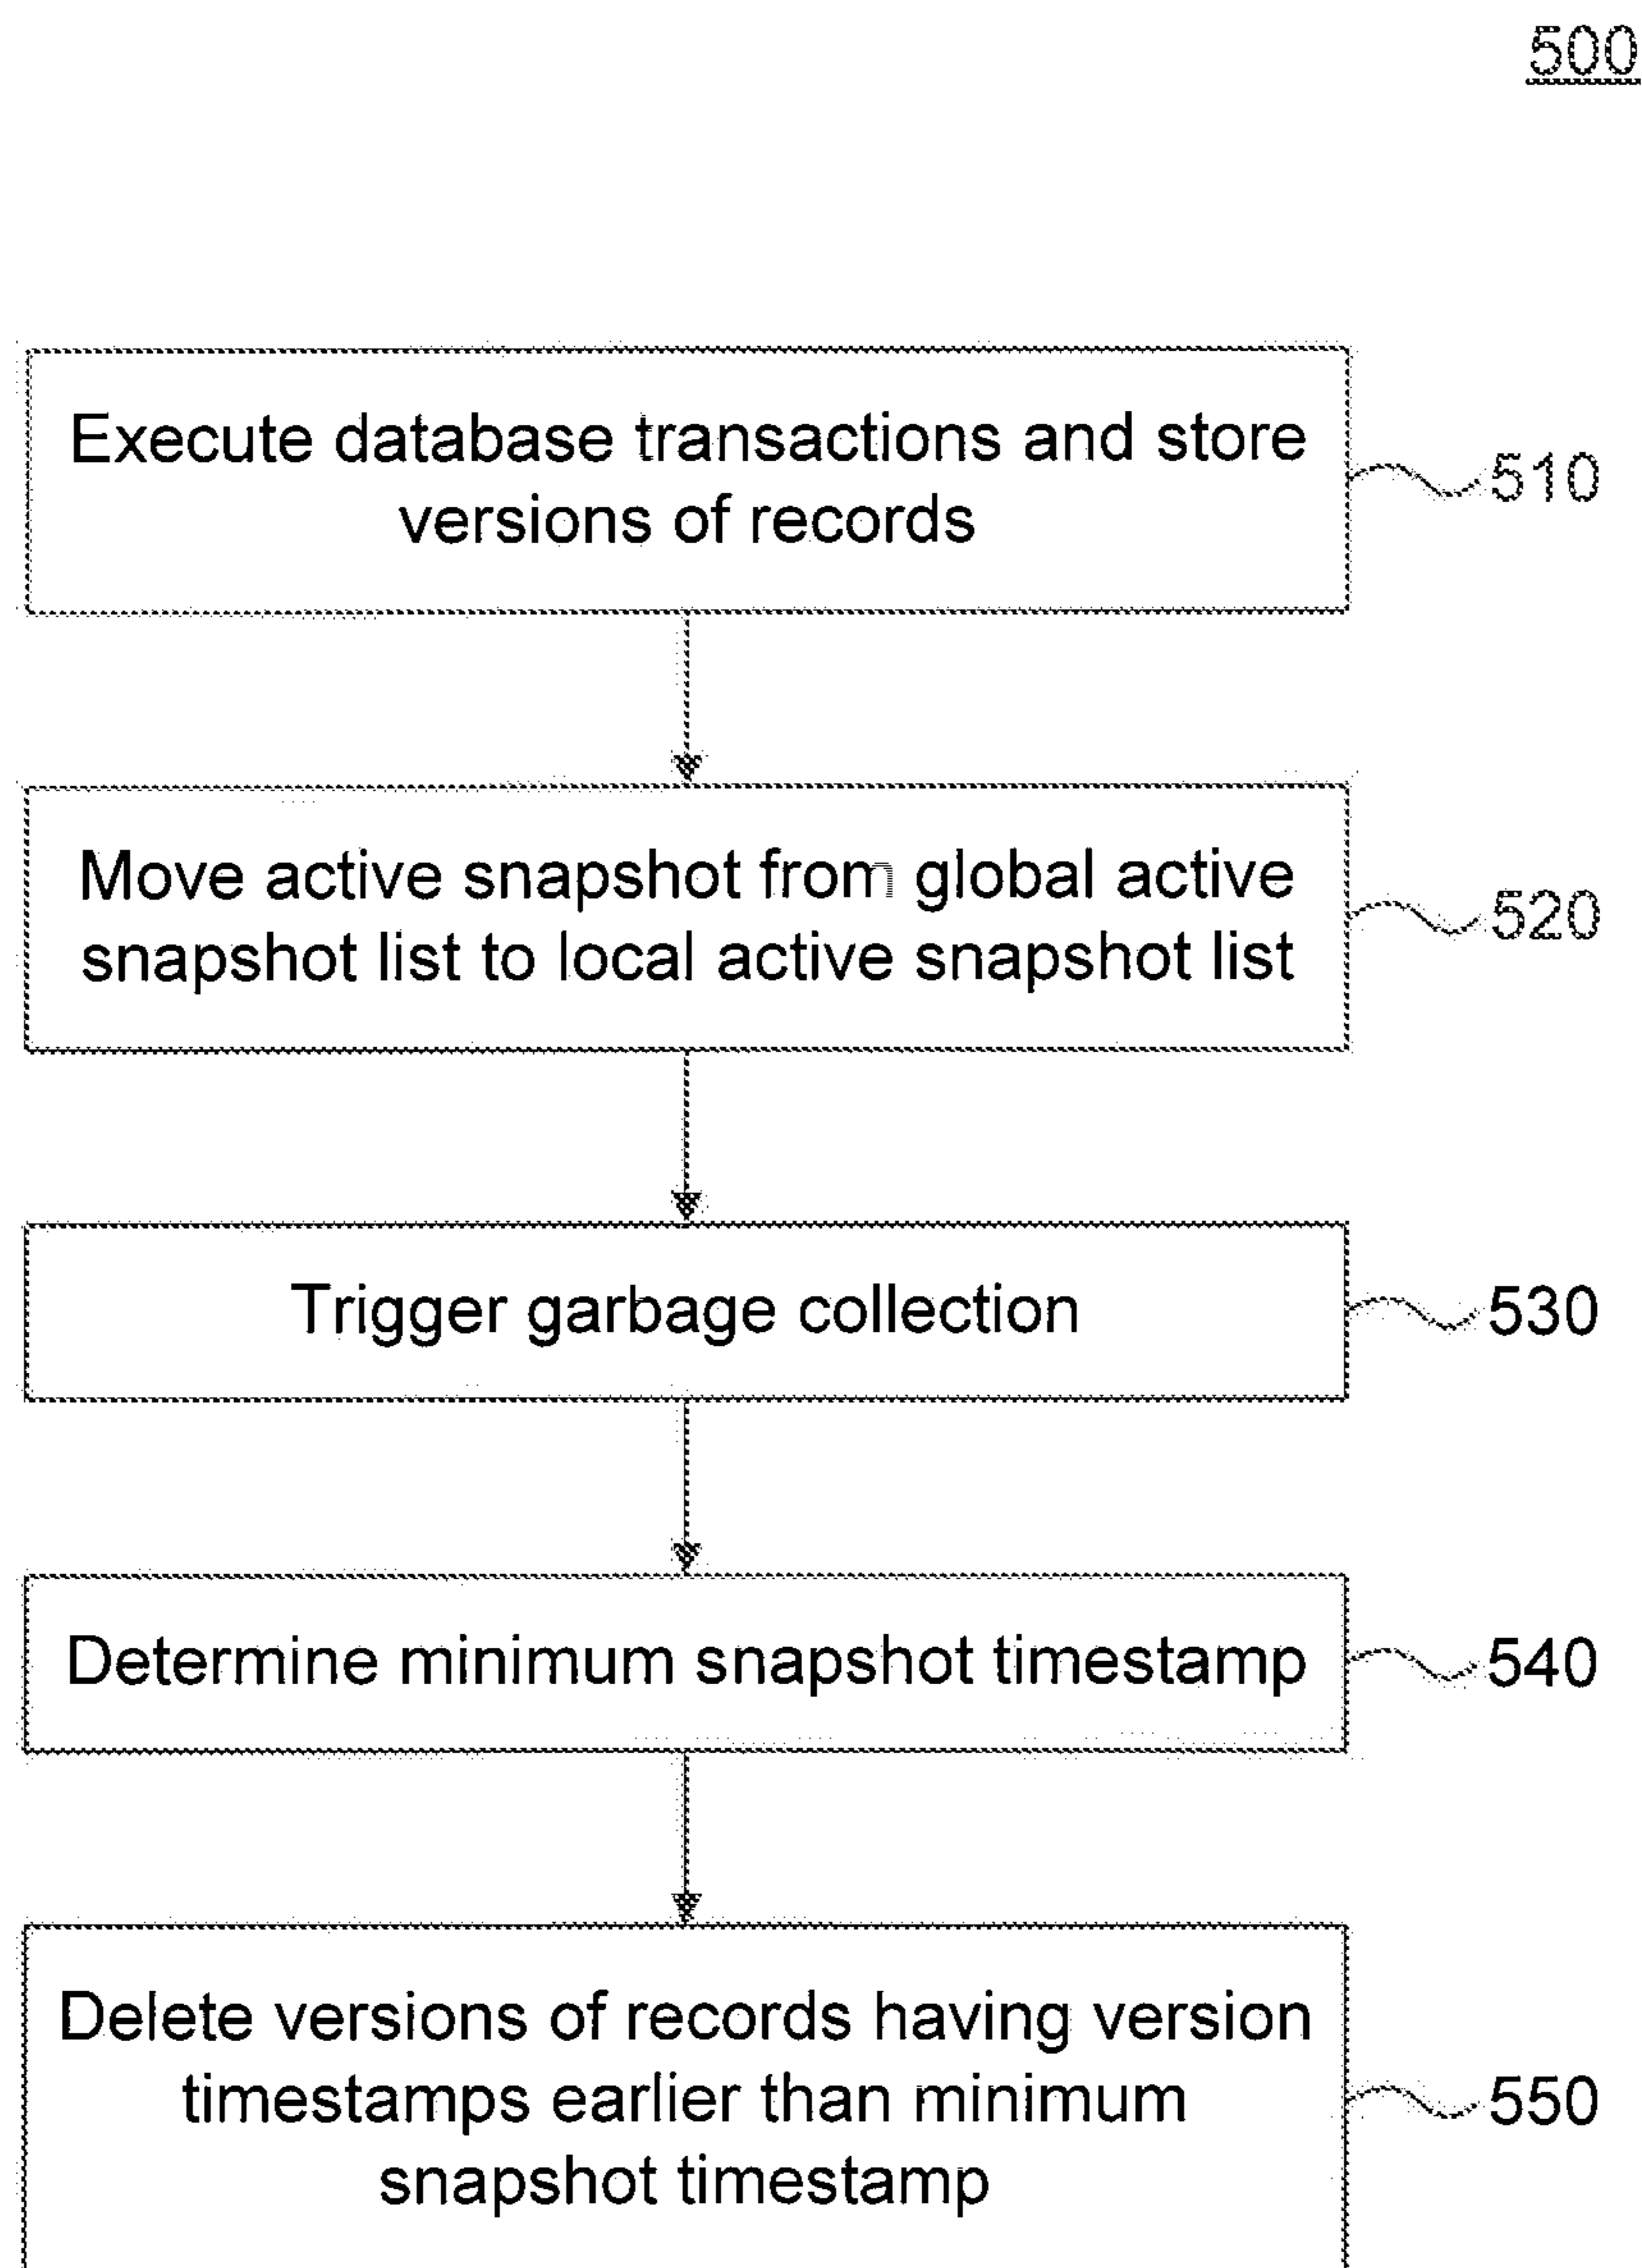 500
Execute database transactions and store
versions of records
510
Move active snapshot from global active
snapshot list to local active snapshot list
520
Trigger garbage collection
530
Determine minimum snapshot timestamp
540
Delete versions of records having version
timestamps earlier than minimum
snapshot timestamp
550